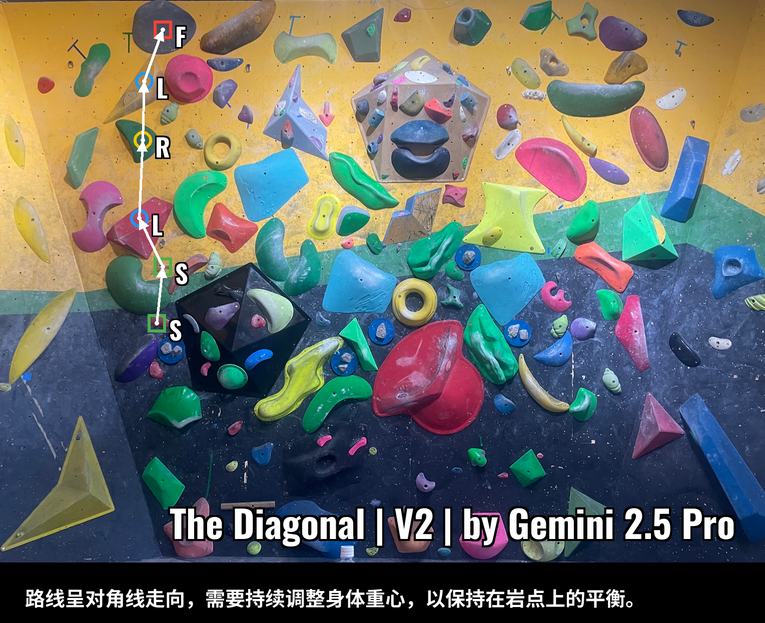 F
L
R
L
S
S
The Diagonal | V2 | by Gemini 2.5 Pro
路线呈对角线走向，需要持续调整身体重心，以保持在岩点上的平衡。